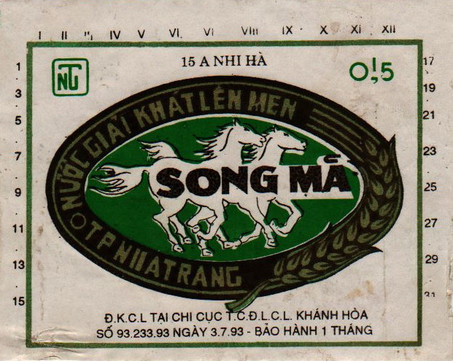 I II III IV V VI VII VIII IX X XI XII
15 A NHI HÀ
NT
0!,5
NƯỚC GIẢI KHÁT LÊN MEN
SONG MÃ
TP NHATRANG
1
3
5
7
9
11
13
15
17
19
21
23
25
27
29
31
Đ.K.C.L TẠI CHI CỤC T.C.Đ.L.C.L. KHÁNH HÒA
SỐ 93.233.93 NGÀY 3.7.93 - BẢO HÀNH 1 THÁNG